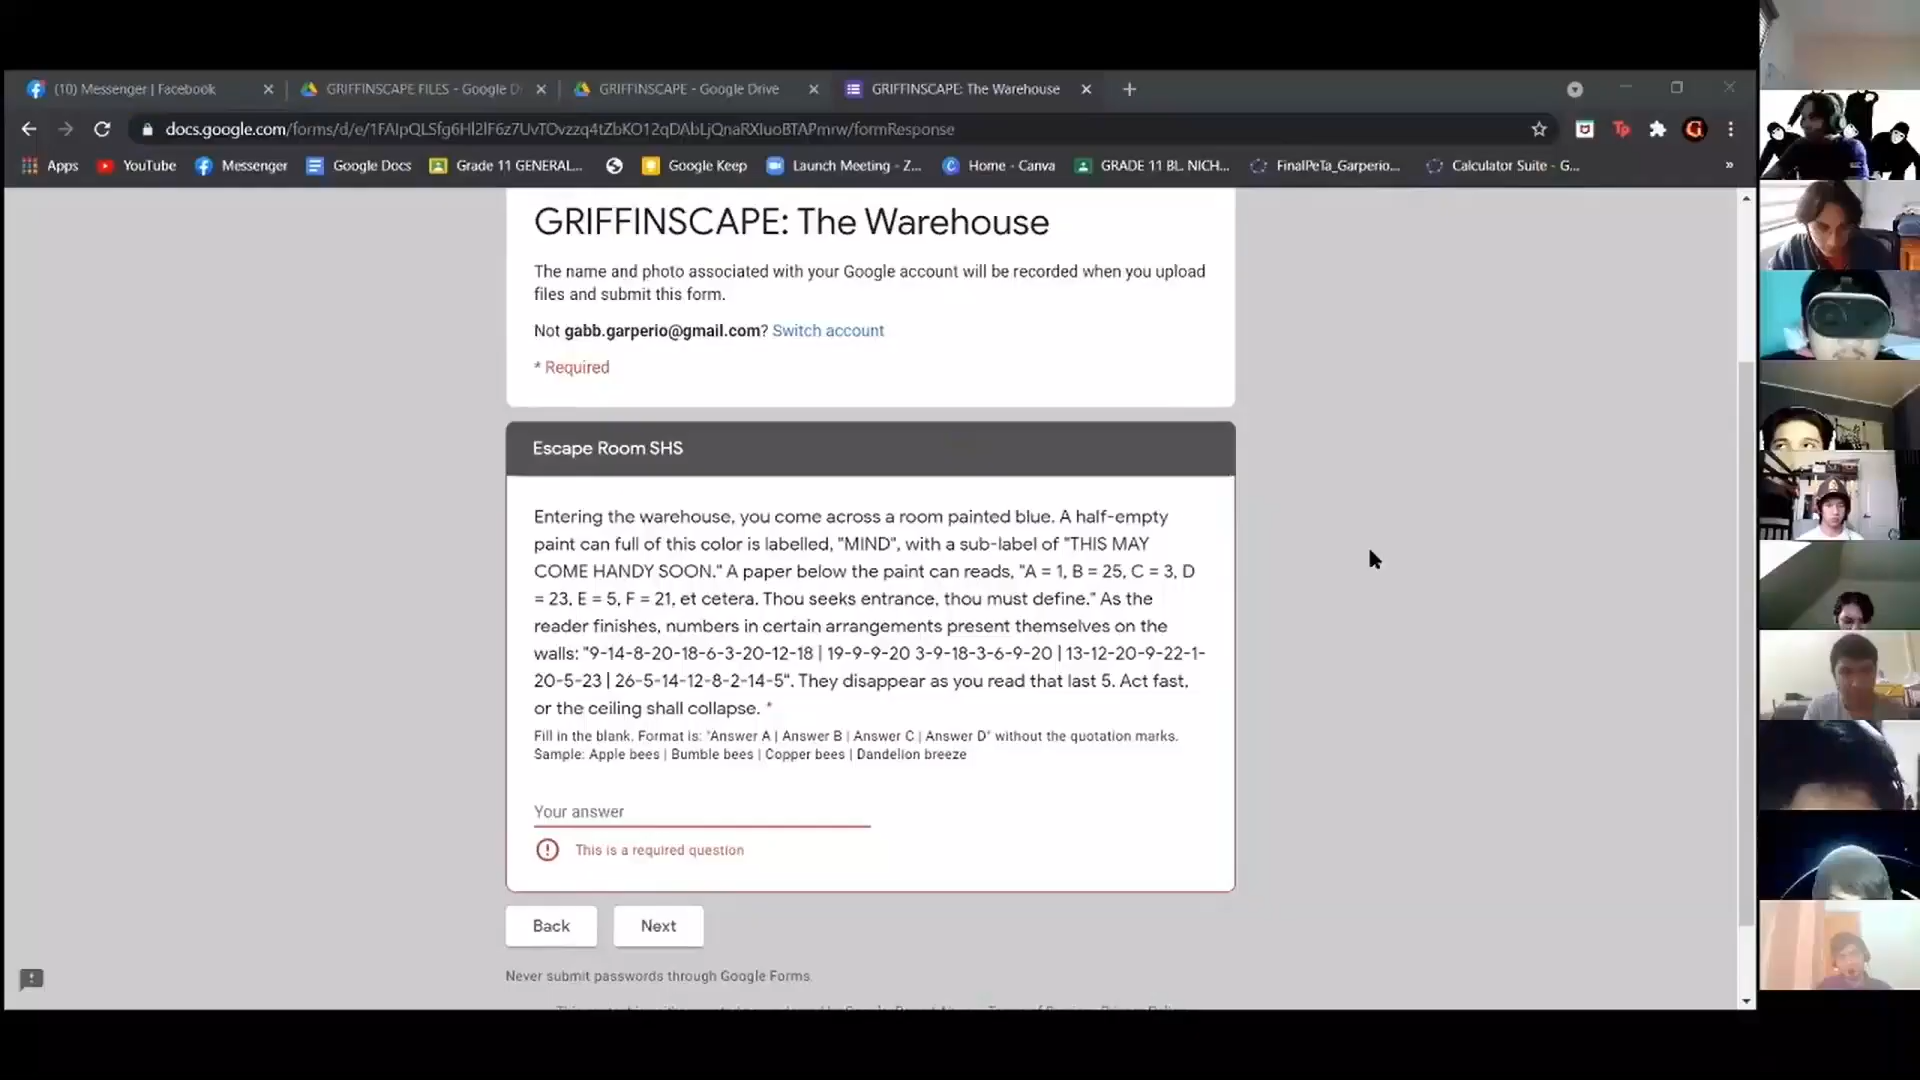 (10) Messenger | Facebook
GRIFFINSCAPE FILES - Google D
GRIFFINSCAPE - Google Drive
GRIFFINSCAPE: The Warehouse
docs.google.com/forms/d/e/1FAIpQLSfg6Hl2lF6z7UvTOvzzq4tZbKO12qDAbLjQnaRXIuoBTAPmrw/formResponse
Apps
YouTube
Messenger
Google Docs
Grade 11 GENERAL...
Google Keep
Launch Meeting - Z...
Home - Canva
GRADE 11 BL. NICH...
FinalPeTa_Garperio...
Calculator Suite - G...
»
GRIFFINSCAPE: The Warehouse
The name and photo associated with your Google account will be recorded when you upload
files and submit this form.
Not gabb.garperio@gmail.com? Switch account
* Required
Escape Room SHS
Entering the warehouse, you come across a room painted blue. A half-empty
paint can full of this color is labelled, "MIND", with a sub-label of "THIS MAY
COME HANDY SOON." A paper below the paint can reads, "A = 1, B = 25, C = 3, D
= 23, E = 5, F = 21, et cetera. Thou seeks entrance, thou must define." As the
reader finishes, numbers in certain arrangements present themselves on the
walls: "9-14-8-20-18-6-3-20-12-18 | 19-9-9-20 3-9-18-3-6-9-20 | 13-12-20-9-22-1-
20-5-23 | 26-5-14-12-8-2-14-5". They disappear as you read that last 5. Act fast,
or the ceiling shall collapse. *
Fill in the blank. Format is: "Answer A | Answer B | Answer C | Answer D" without the quotation marks.
Sample: Apple bees | Bumble bees | Copper bees | Dandelion breeze
Your answer
This is a required question
Back
Next
Never submit passwords through Google Forms.